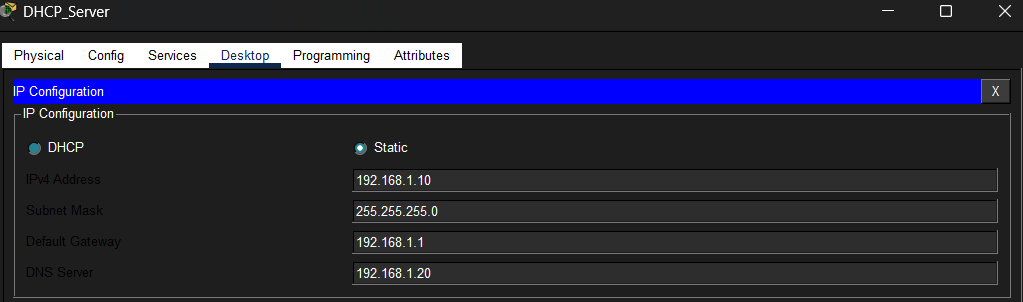 DHCP_Server
Physical Config Services Desktop Programming Attributes
IP Configuration X
IP Configuration
DHCP Static
IPv4 Address 192.168.1.10
Subnet Mask 255.255.255.0
Default Gateway 192.168.1.1
DNS Server 192.168.1.20